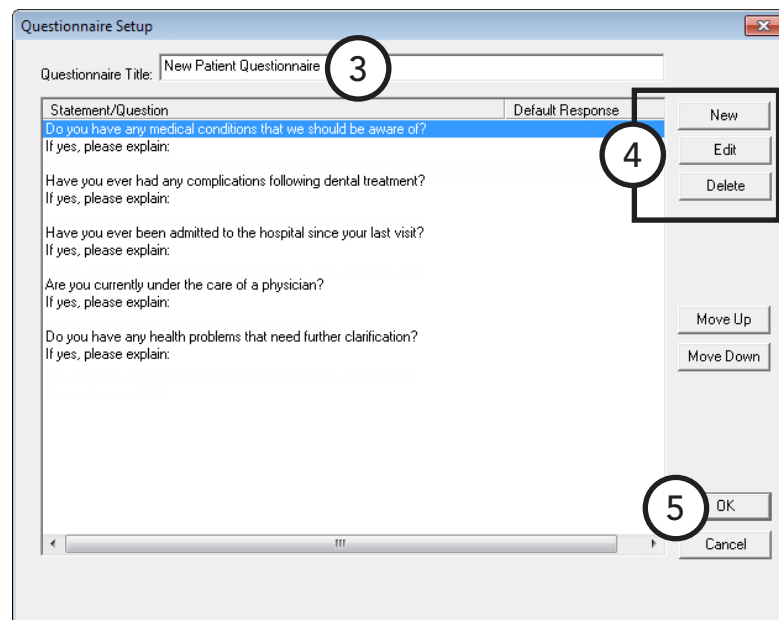 Questionnaire Setup
Questionnaire Title: New Patient Questionnaire 3
Statement/Question Default Response
Do you have any medical conditions that we should be aware of?
If yes, please explain:
Have you ever had any complications following dental treatment?
If yes, please explain:
Have you ever been admitted to the hospital since your last visit?
If yes, please explain:
Are you currently under the care of a physician?
If yes, please explain:
Do you have any health problems that need further clarification?
If yes, please explain:
4
New
Edit
Delete
Move Up
Move Down
5 OK
Cancel